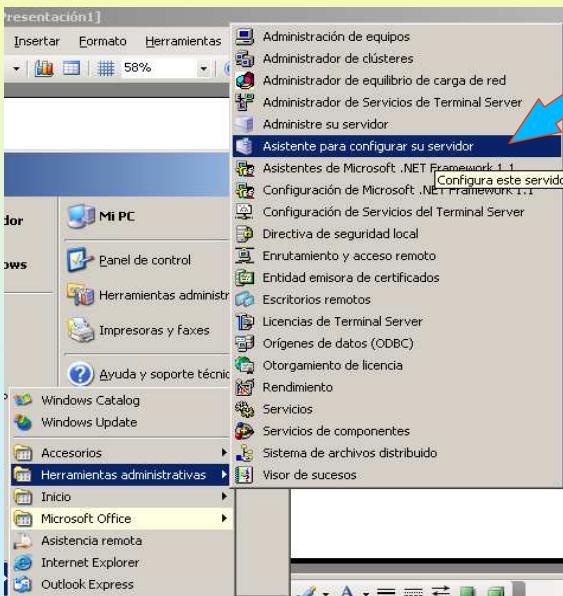 Presentación1]
Insertar Formato Herramientas
58%
Administración de equipos
Administrador de clústeres
Administrador de equilibrio de carga de red
Administrador de Servicios de Terminal Server
Administre su servidor
Asistente para configurar su servidor
Asistentes de Microsoft .NET Framework 1.1
Configura este servido
Configuración de Microsoft .NET Framework 1.1
Configuración de Servicios del Terminal Server
Directiva de seguridad local
Enrutamiento y acceso remoto
Entidad emisora de certificados
Escritorios remotos
Licencias de Terminal Server
Orígenes de datos (ODBC)
Otorgamiento de licencia
Rendimiento
Servicios
Servicios de componentes
Sistema de archivos distribuido
Visor de sucesos
dor
Mi PC
ows
Panel de control
Herramientas administr
Impresoras y faxes
Ayuda y soporte técnic
Windows Catalog
Windows Update
Accesorios
Herramientas administrativas
Inicio
Microsoft Office
Asistencia remota
Internet Explorer
Outlook Express